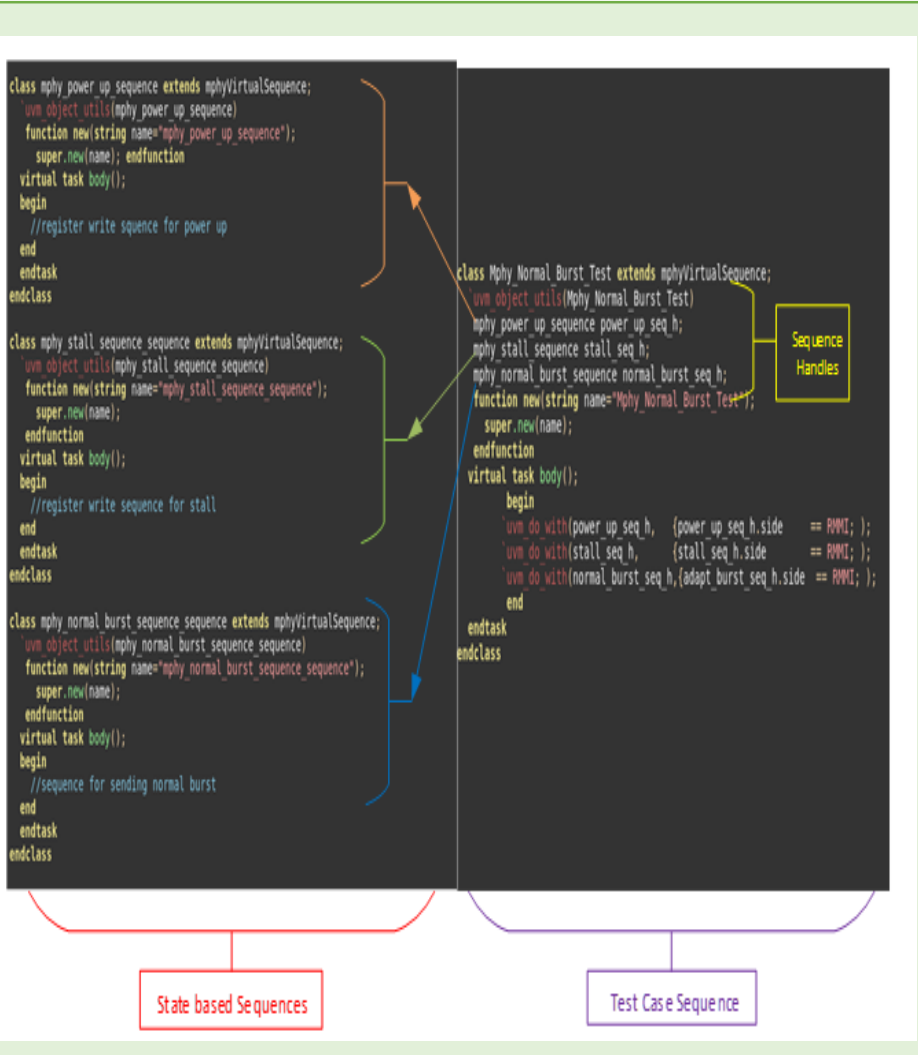 class mphy_power_up_sequence extends mphyVirtualSequence;
`uvm_object_utils(mphy_power_up_sequence)
function new(string name="mphy_power_up_sequence");
super.new(name); endfunction
virtual task body();
begin
//register write squence for power up
end
endtask
endclass
class mphy_stall_sequence_sequence extends mphyVirtualSequence;
`uvm_object_utils(mphy_stall_sequence_sequence)
function new(string name="mphy_stall_sequence_sequence");
super.new(name);
endfunction
virtual task body();
begin
//register write sequence for stall
end
endtask
endclass
class mphy_normal_burst_sequence_sequence extends mphyVirtualSequence;
`uvm_object_utils(mphy_normal_burst_sequence_sequence)
function new(string name="mphy_normal_burst_sequence_sequence");
super.new(name);
endfunction
virtual task body();
begin
//sequence for sending normal burst
end
endtask
endclass
class Mphy_Normal_Burst_Test extends mphyVirtualSequence;
`uvm_object_utils(Mphy_Normal_Burst_Test)
mphy_power_up_sequence power_up_seq_h;
mphy_stall_sequence stall_seq_h;
mphy_normal_burst_sequence normal_burst_seq_h;
function new(string name="Mphy_Normal_Burst_Test");
super.new(name);
endfunction
virtual task body();
begin
`uvm_do_with(power_up_seq_h, {power_up_seq_h.side == RMMI; );
`uvm_do_with(stall_seq_h, {stall_seq_h.side == RMMI; );
`uvm_do_with(normal_burst_seq_h,{adapt_burst_seq_h.side == RMMI; );
end
endtask
endclass
Sequence
Handles
State based Sequences
Test Case Sequence